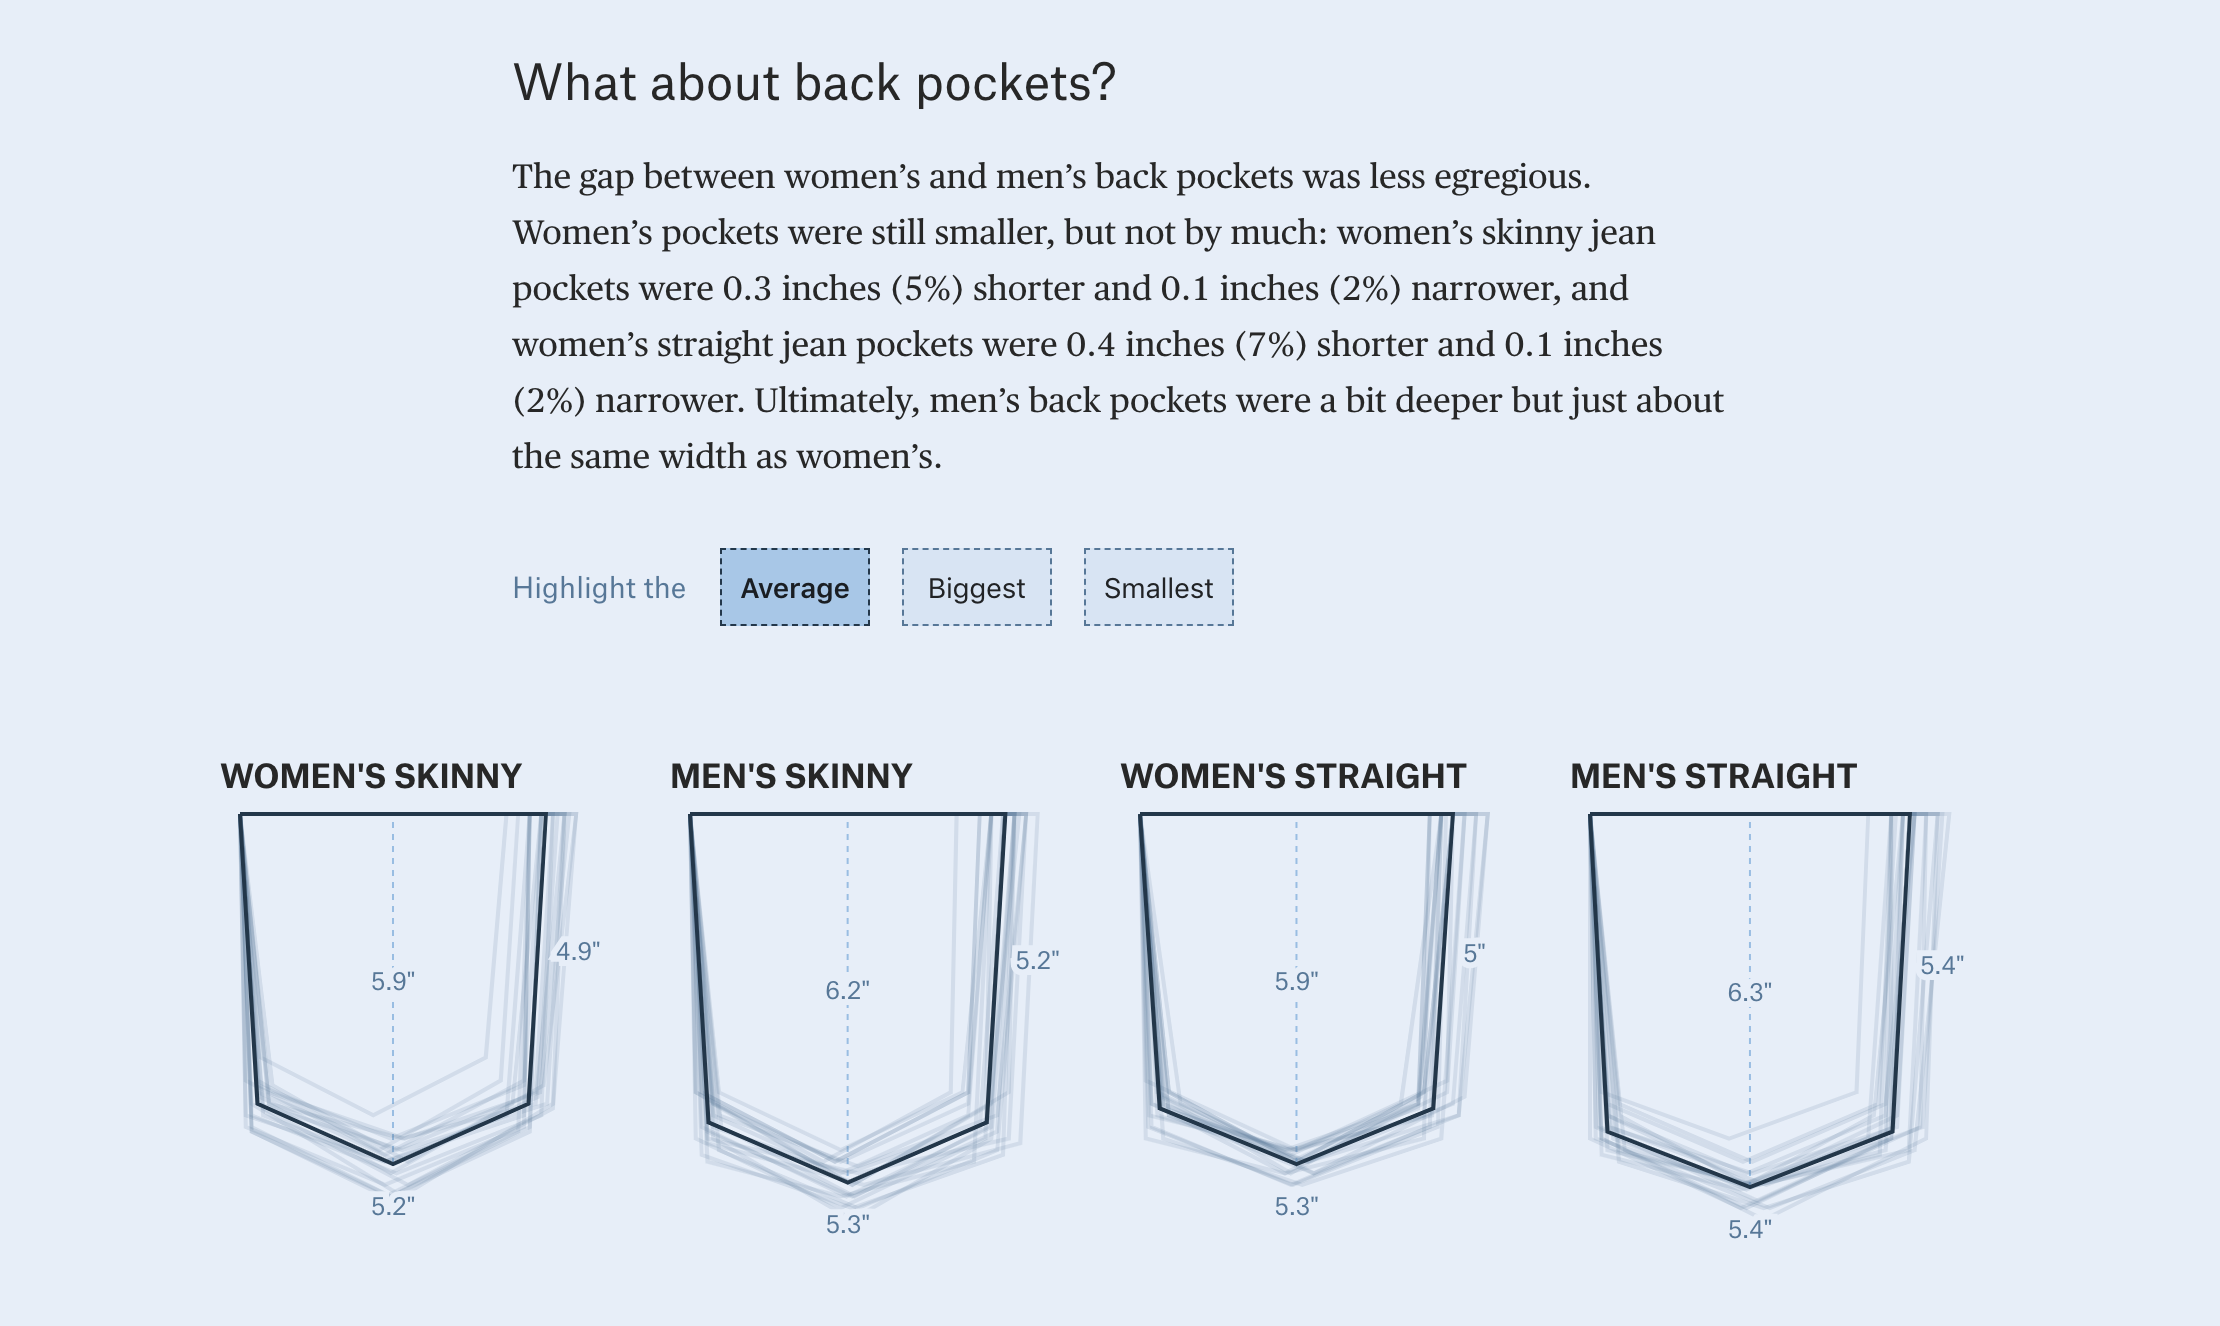 What about back pockets?
The gap between women’s and men’s back pockets was less egregious.
Women’s pockets were still smaller, but not by much: women’s skinny jean
pockets were 0.3 inches (5%) shorter and 0.1 inches (2%) narrower, and
women’s straight jean pockets were 0.4 inches (7%) shorter and 0.1 inches
(2%) narrower. Ultimately, men’s back pockets were a bit deeper but just about
the same width as women’s.
Highlight the Average Biggest Smallest
WOMEN'S SKINNY
5.9"
4.9"
5.2"
MEN'S SKINNY
6.2"
5.2"
5.3"
WOMEN'S STRAIGHT
5.9"
5"
5.3"
MEN'S STRAIGHT
6.3"
5.4"
5.4"